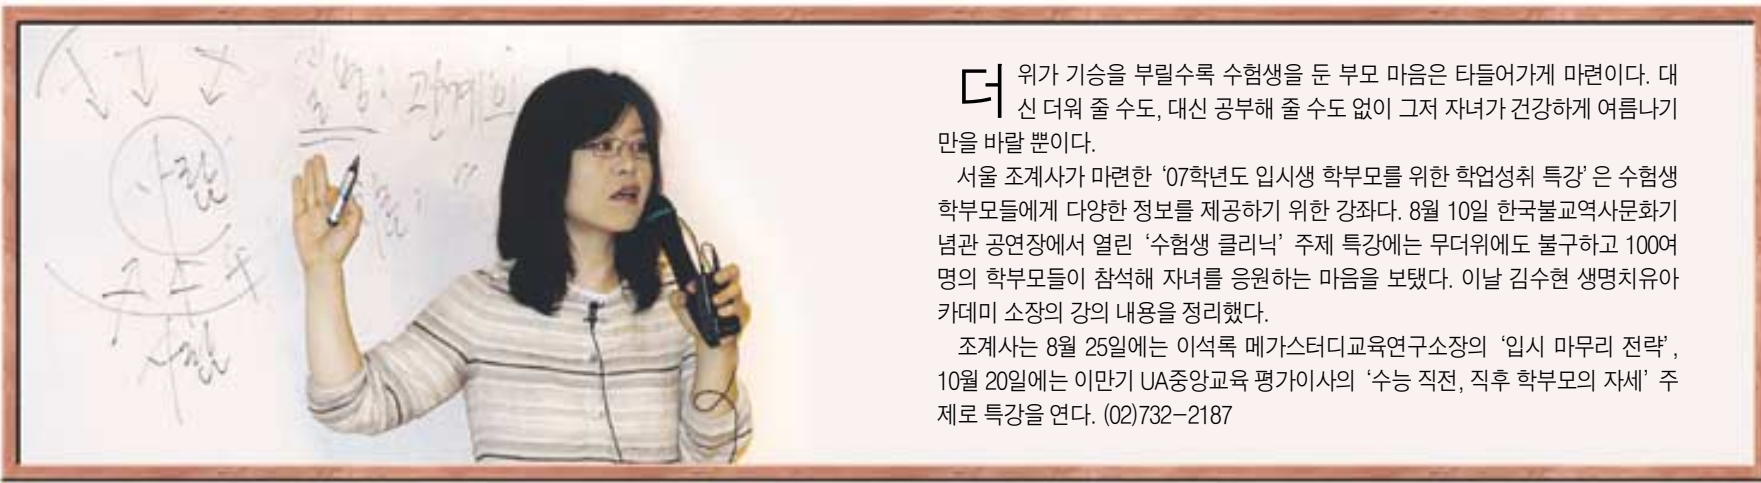 사람
사람
더위가 기승을 부릴수록 수험생을 둔 부모 마음은 타들어가게 마련이다. 대
신 더워 줄 수도, 대신 공부해 줄 수도 없이 그저 자녀가 건강하게 여름나기
만을 바랄 뿐이다.
서울 조계사가 마련한 ‘07학년도 입시생 학부모를 위한 학업성취 특강’은 수험생
학부모들에게 다양한 정보를 제공하기 위한 강좌다. 8월 10일 한국불교역사문화기
념관 공연장에서 열린 ‘수험생 클리닉’ 주제 특강에는 무더위에도 불구하고 100여
명의 학부모들이 참석해 자녀를 응원하는 마음을 보탰다. 이날 김수현 생명치유아
카데미 소장의 강의 내용을 정리했다.
조계사는 8월 25일에는 이석록 메가스터디교육연구소장의 ‘입시 마무리 전략’,
10월 20일에는 이만기 UA중앙교육 평가이사의 ‘수능 직전, 직후 학부모의 자세’ 주
제로 특강을 연다. (02)732-2187